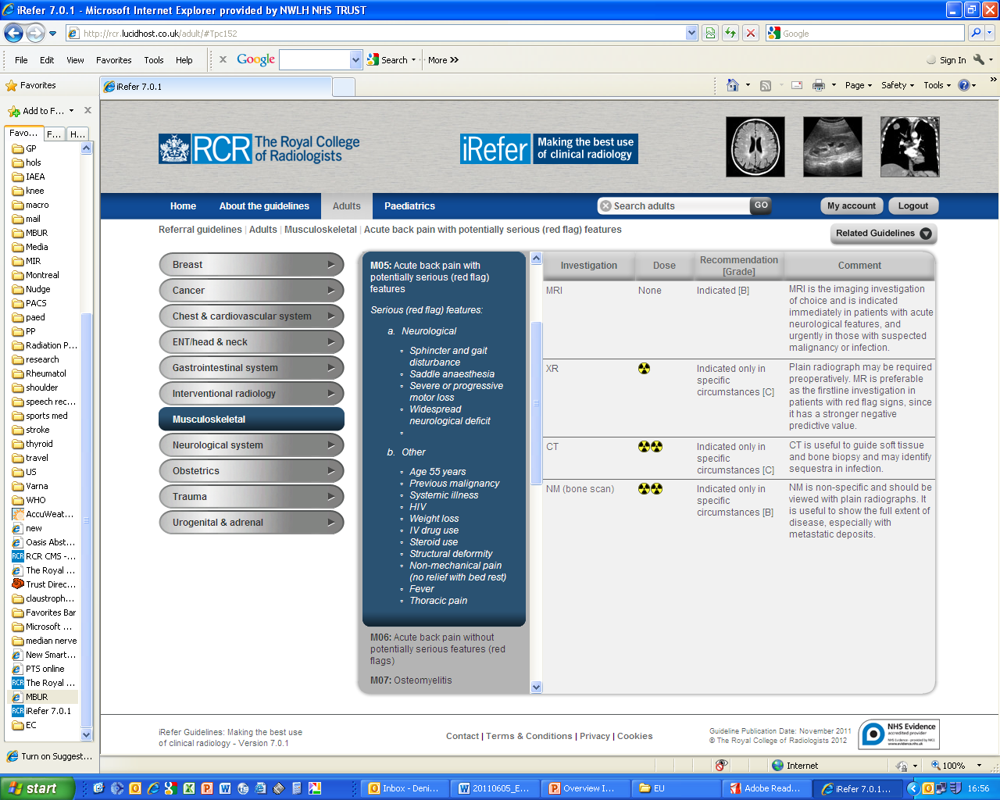 iRefer 7.0.1 - Microsoft Internet Explorer provided by NWLH NHS TRUST
http://rcr.lucidhost.co.uk/adult/#Tpc152
Google
File Edit View Favorites Tools Help
x Google Search More >> Sign In
Favorites iRefer 7.0.1 Page Safety Tools >>
Add to F... X
Favo... F... H...
GP
hols
IAEA
knee
macro
mail
MBUR
Media
MIR
Montreal
Nudge
PACS
paed
PP
Radiation P...
research
Rheumatol
shoulder
speech rec...
sports med
stroke
thyroid
travel
US
Varna
WHO
AccuWeat...
new
Oasis Abst...
RCR CMS -...
The Royal ...
Trust Direc...
claustroph...
Favorites Bar
Microsoft ...
median nerve
New Smart...
PTS online
The Royal ...
MBUR
iRefer 7.0.1
EC
Turn on Suggest...
RCR The Royal College
of Radiologists
iRefer Making the best use
of clinical radiology
Home About the guidelines Adults Paediatrics Search adults GO My account Logout
Referral guidelines | Adults | Musculoskeletal | Acute back pain with potentially serious (red flag) features
Related Guidelines
Breast
Cancer
Chest & cardiovascular system
ENT/head & neck
Gastrointestinal system
Interventional radiology
Musculoskeletal
Neurological system
Obstetrics
Trauma
Urogenital & adrenal
M05: Acute back pain with
potentially serious (red flag)
features
Serious (red flag) features:
a. Neurological
Sphincter and gait
disturbance
Saddle anaesthesia
Severe or progressive
motor loss
Widespread
neurological deficit
b. Other
Age 55 years
Previous malignancy
Systemic illness
HIV
Weight loss
IV drug use
Steroid use
Structural deformity
Non-mechanical pain
(no relief with bed rest)
Fever
Thoracic pain
M06: Acute back pain without
potentially serious features (red
flags)
M07: Osteomyelitis
Investigation Dose Recommendation
[Grade] Comment
MRI None Indicated [B] MRI is the imaging investigation
of choice and is indicated
immediately in patients with acute
neurological features, and
urgently in those with suspected
malignancy or infection.
XR Indicated only in
specific
circumstances [C] Plain radiograph may be required
preoperatively. MR is preferable
as the firstline investigation in
patients with red flag signs, since
it has a stronger negative
predictive value.
CT Indicated only in
specific
circumstances [C] CT is useful to guide soft tissue
and bone biopsy and may identify
sequestra in infection.
NM (bone scan) Indicated only in
specific
circumstances [B] NM is non-specific and should be
viewed with plain radiographs. It
is useful to show the full extent of
disease, especially with
metastatic deposits.
iRefer Guidelines: Making the best use
of clinical radiology - Version 7.0.1
Contact | Terms & Conditions | Privacy | Cookies
Guideline Publication Date: November 2011
© The Royal College of Radiologists 2012
NHS Evidence
accredited provider
Internet 100%
start Inbox - Deni... 20110605_E... Overview I... EU Adobe Read... iRefer 7.0.1... 16:56